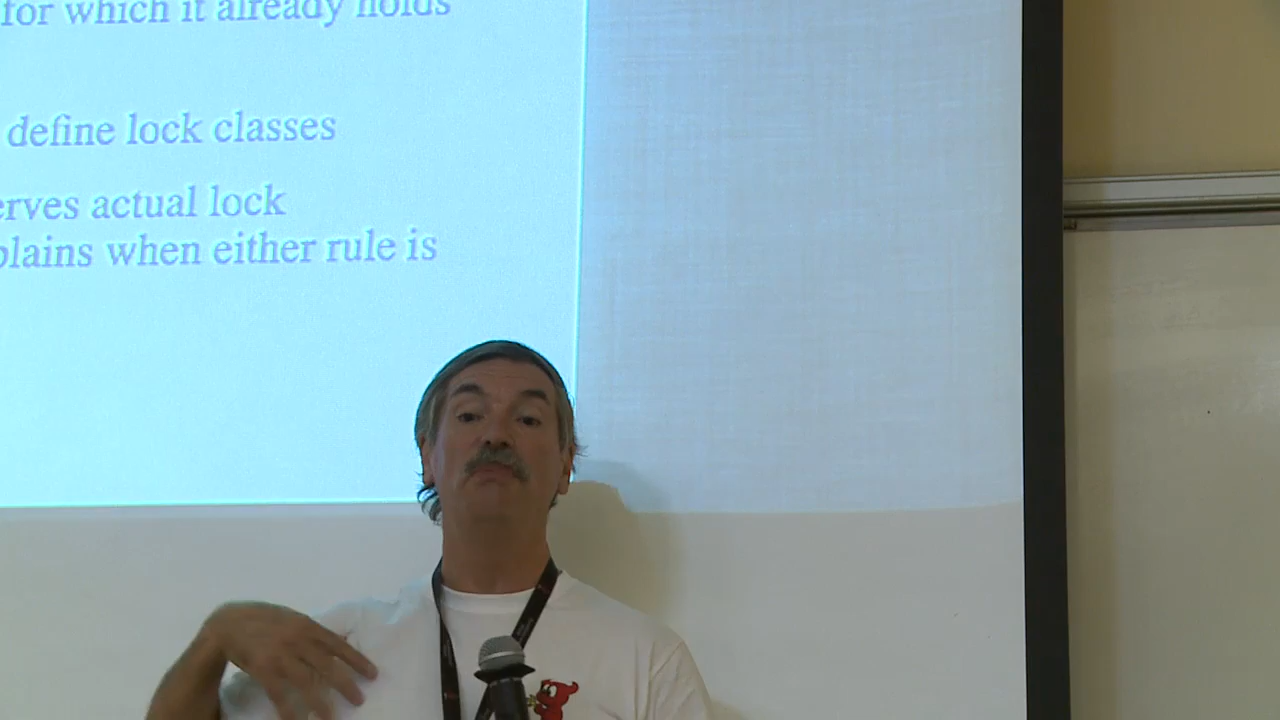 for which it already holds
define lock classes
erves actual lock
plains when either rule is